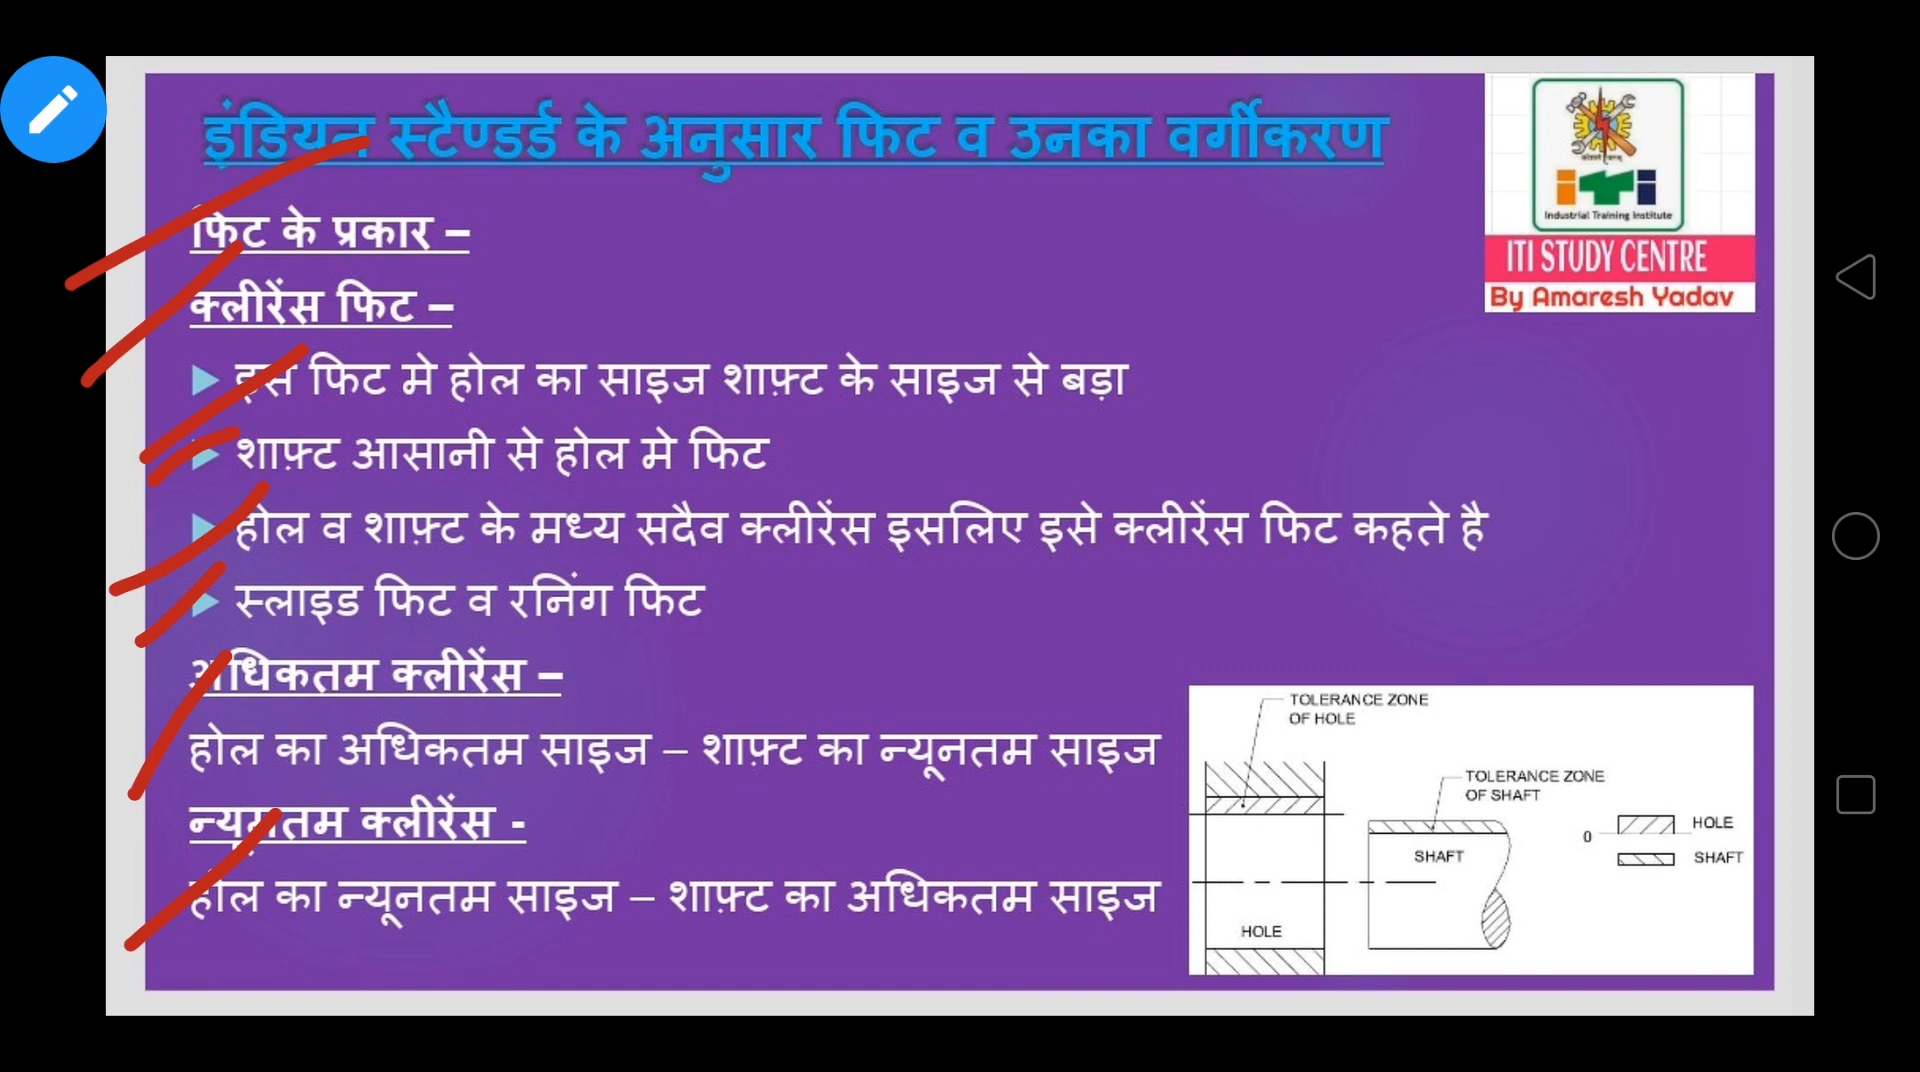 इंडियन स्टैण्डर्ड के अनुसार फिट व उनका वर्गीकरण
फिट के प्रकार –
क्लीरेंस फिट –
इस फिट मे होल का साइज शाफ़्ट के साइज से बड़ा
शाफ़्ट आसानी से होल मे फिट
होल व शाफ़्ट के मध्य सदैव क्लीरेंस इसलिए इसे क्लीरेंस फिट कहते है
स्लाइड फिट व रनिंग फिट
अधिकतम क्लीरेंस –
होल का अधिकतम साइज – शाफ़्ट का न्यूनतम साइज
न्यूनतम क्लीरेंस -
होल का न्यूनतम साइज – शाफ़्ट का अधिकतम साइज
iTi
Industrial Training Institute
ITI STUDY CENTRE
By Amaresh Yadav
TOLERANCE ZONE
OF HOLE
TOLERANCE ZONE
OF SHAFT
SHAFT
HOLE
0
HOLE
SHAFT